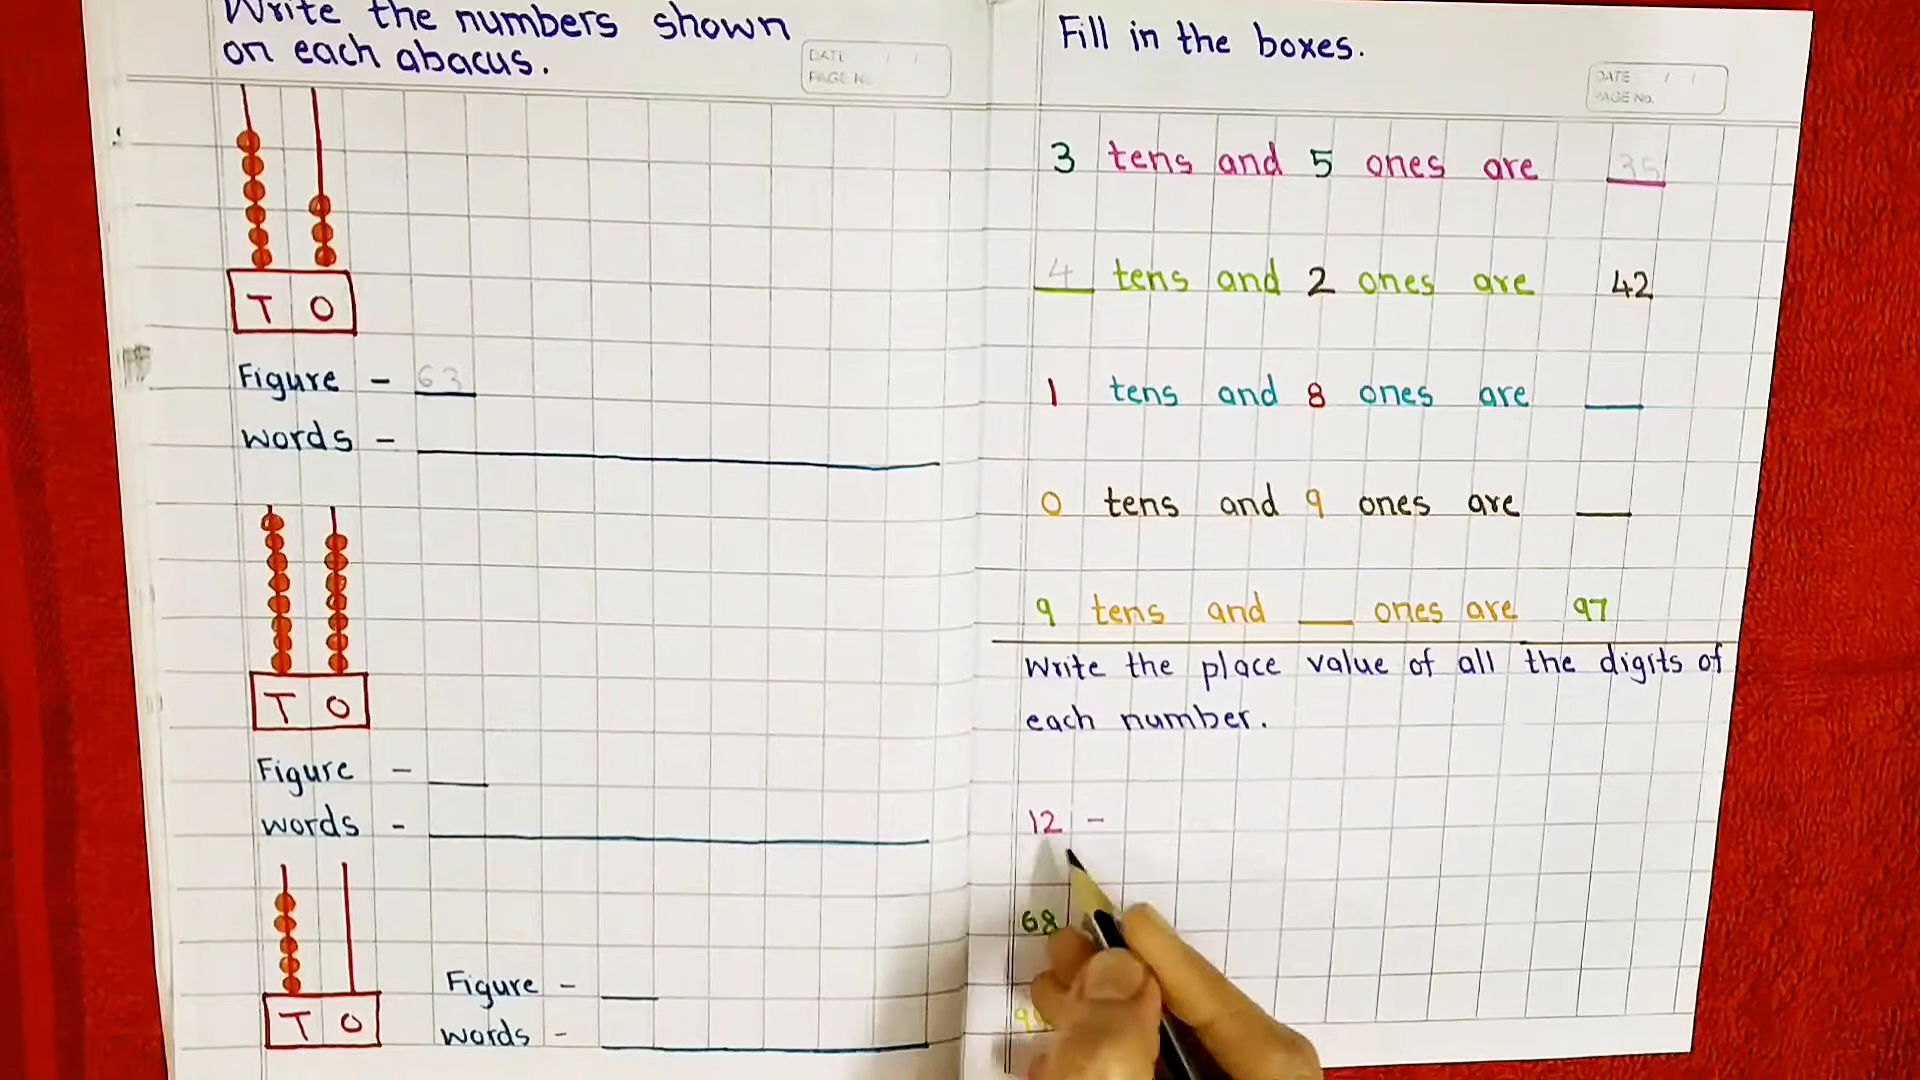 Write the numbers shown
on each abacus.
DATE / /
PAGE No.
T O
Figure - 63
words -
T O
Figure -
words -
T O
Figure -
words -
Fill in the boxes.
DATE / /
PAGE No.
3 tens and 5 ones are 35
4 tens and 2 ones are 42
1 tens and 8 ones are
0 tens and 9 ones are
9 tens and ones are 97
Write the place value of all the digits of
each number.
12 -
68